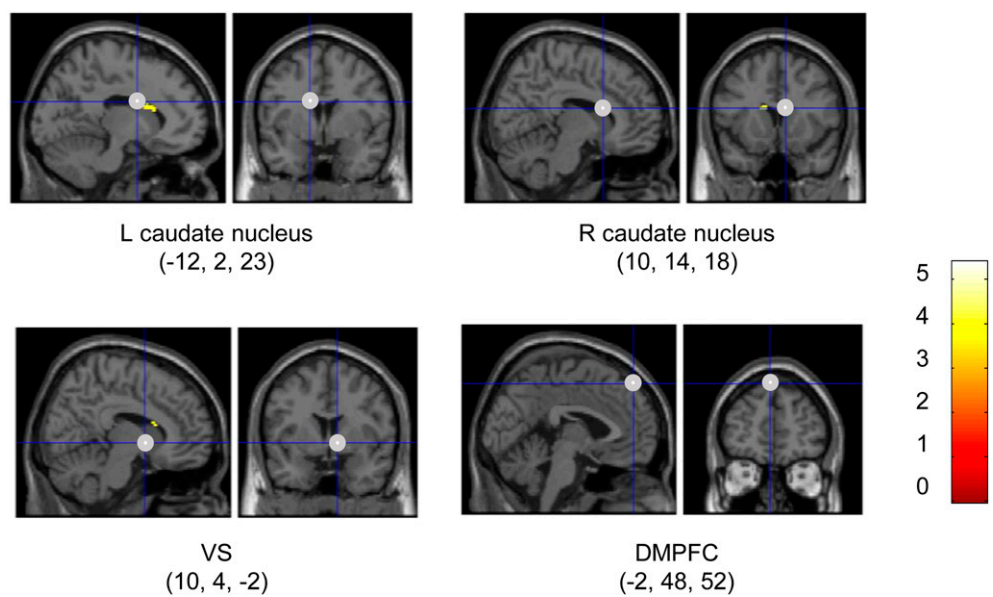 L caudate nucleus
(-12, 2, 23)
R caudate nucleus
(10, 14, 18)
5
4
3
2
1
0
VS
(10, 4, -2)
DMPFC
(-2, 48, 52)